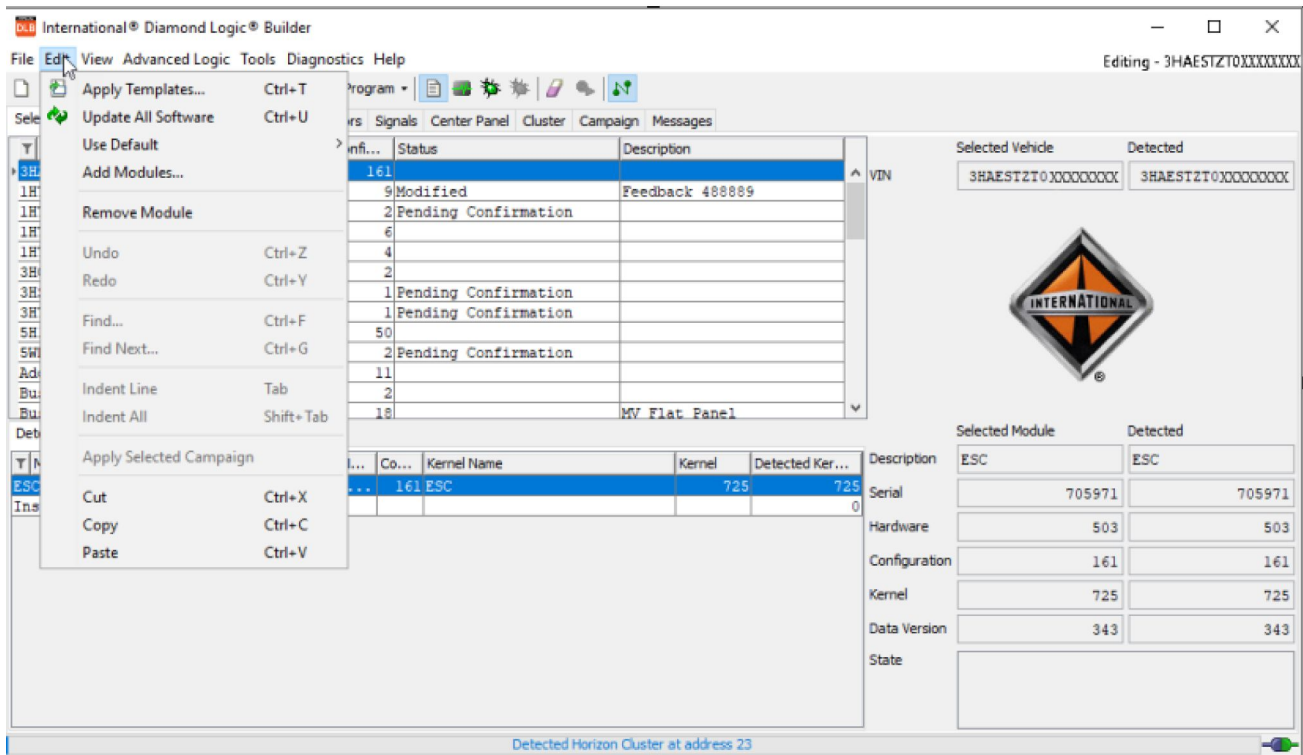 DLB International® Diamond Logic® Builder
File Edit View Advanced Logic Tools Diagnostics Help
Editing - 3HAESTZT0XXXXXXXX
Apply Templates... Ctrl+T
Update All Software Ctrl+U
Use Default
Add Modules...
Remove Module
Undo Ctrl+Z
Redo Ctrl+Y
Find... Ctrl+F
Find Next... Ctrl+G
Indent Line Tab
Indent All Shift+Tab
Apply Selected Campaign
Cut Ctrl+X
Copy Ctrl+C
Paste Ctrl+V
Signals Center Panel Cluster Campaign Messages
Status Description
161
9 Modified Feedback 488889
2 Pending Confirmation
6
4
2
1 Pending Confirmation
1 Pending Confirmation
50
2 Pending Confirmation
11
2
18 MV Flat Panel
Co... Kernel Name Kernel Detected Ker...
ESC ... 161 ESC 725 725
0
Selected Vehicle Detected
VIN 3HAESTZT0XXXXXXXX 3HAESTZT0XXXXXXXX
INTERNATIONAL
®
Selected Module Detected
Description ESC ESC
Serial 705971 705971
Hardware 503 503
Configuration 161 161
Kernel 725 725
Data Version 343 343
State
Detected Horizon Cluster at address 23